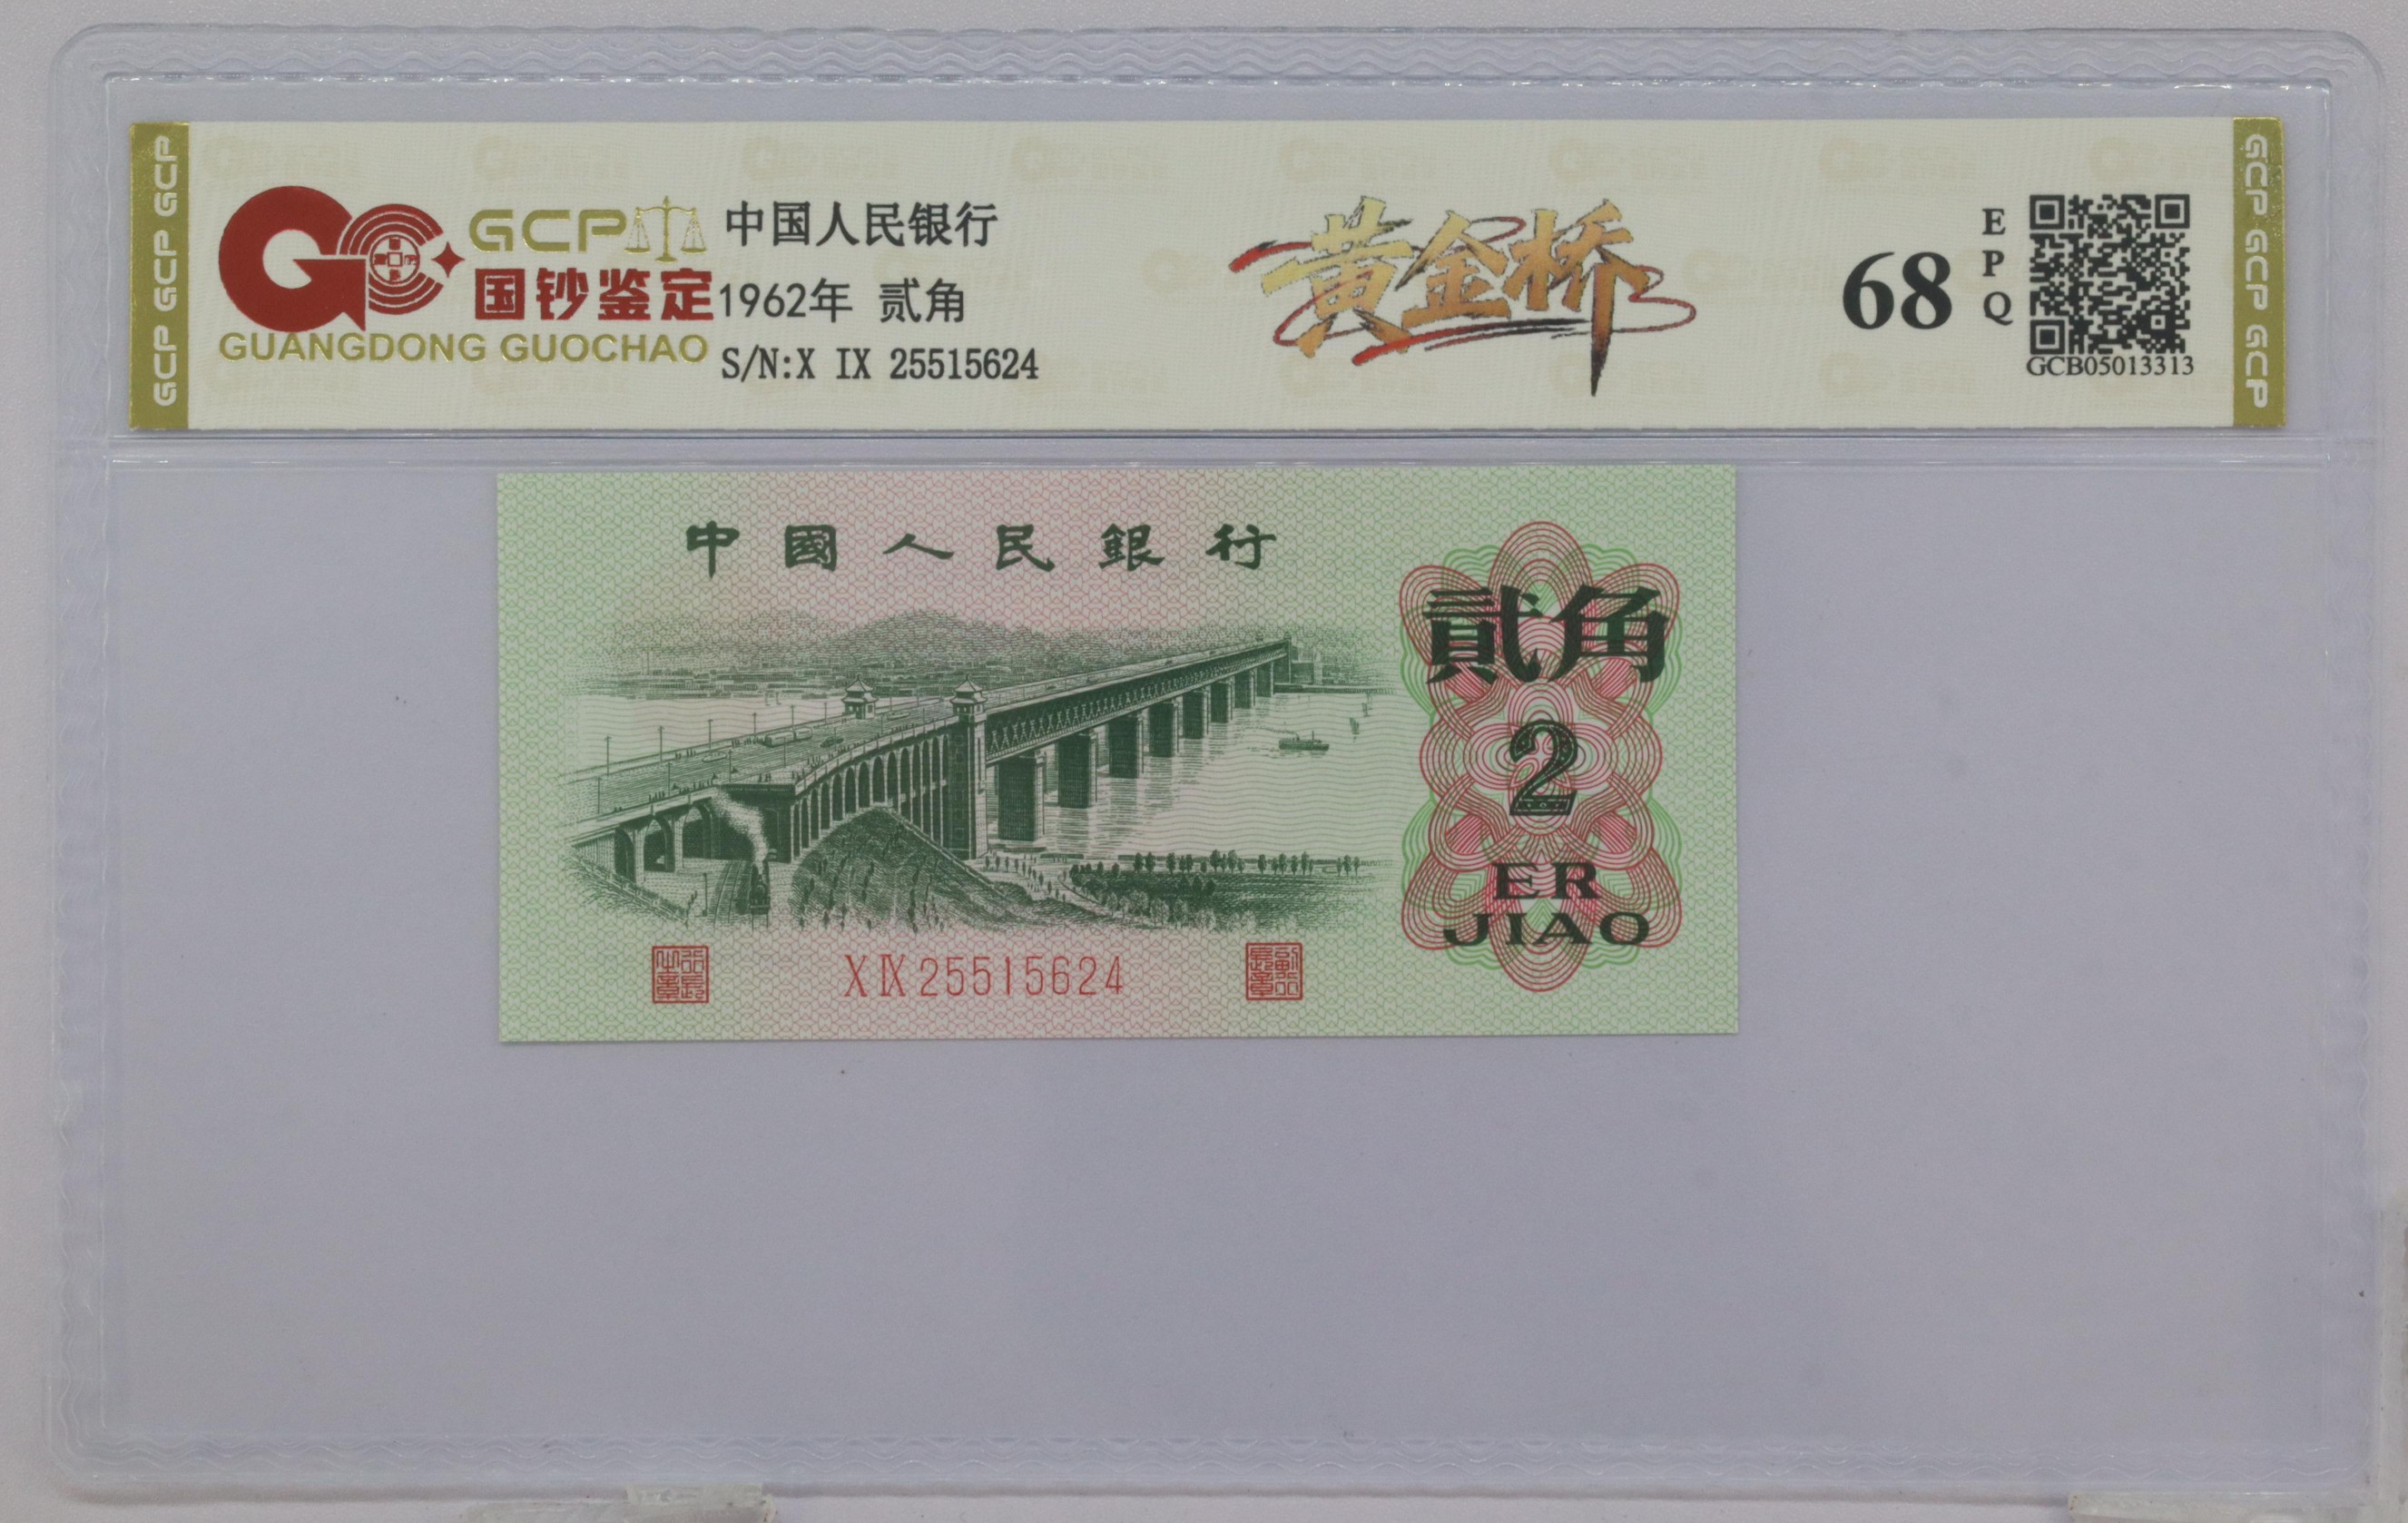 GCP GCP GCP
GCP
国钞鉴定
GUANGDONG GUOCHAO
中国人民银行
1962年 贰角
S/N:X IX 25515624
黄金桥
68
EPQ
GCB05013313
GCP GCP GCP
中國人民銀行
貳角
2
ER
JIAO
X IX 25515624